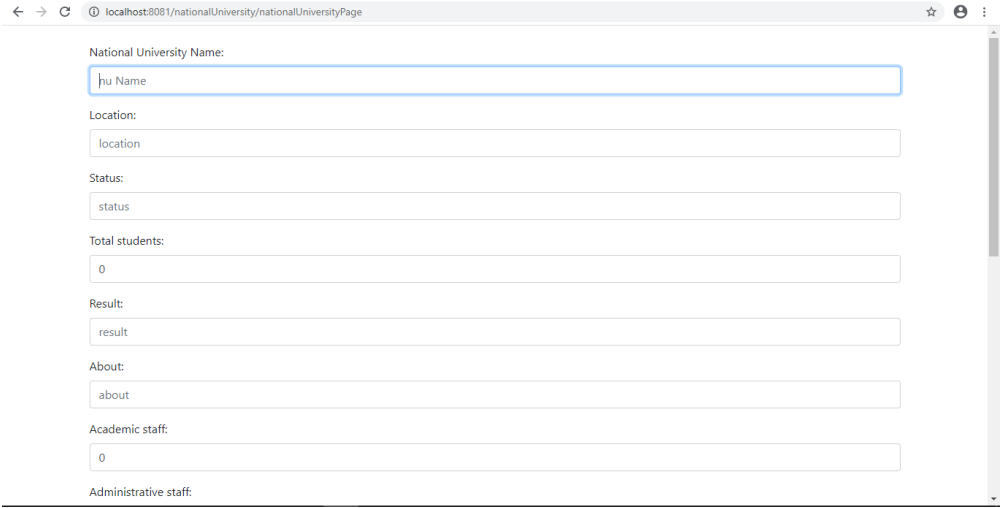 localhost:8081/nationalUniversity/nationalUniversityPage
National University Name:
nu Name
Location:
location
Status:
status
Total students:
0
Result:
result
About:
about
Academic staff:
0
Administrative staff: